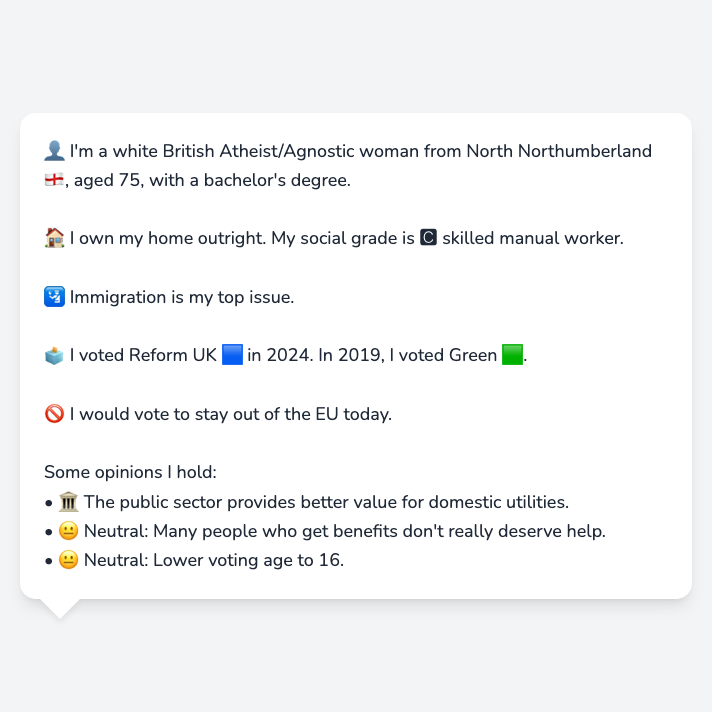 👤 I'm a white British Atheist/Agnostic woman from North Northumberland
🏴󠁧󠁢󠁥󠁮󠁧󠁿, aged 75, with a bachelor's degree.
🏠 I own my home outright. My social grade is 🅲 skilled manual worker.
🛂 Immigration is my top issue.
🗳️ I voted Reform UK 🟦 in 2024. In 2019, I voted Green 🟩.
🚫 I would vote to stay out of the EU today.
Some opinions I hold:
• 🏛️ The public sector provides better value for domestic utilities.
• 😐 Neutral: Many people who get benefits don't really deserve help.
• 😐 Neutral: Lower voting age to 16.